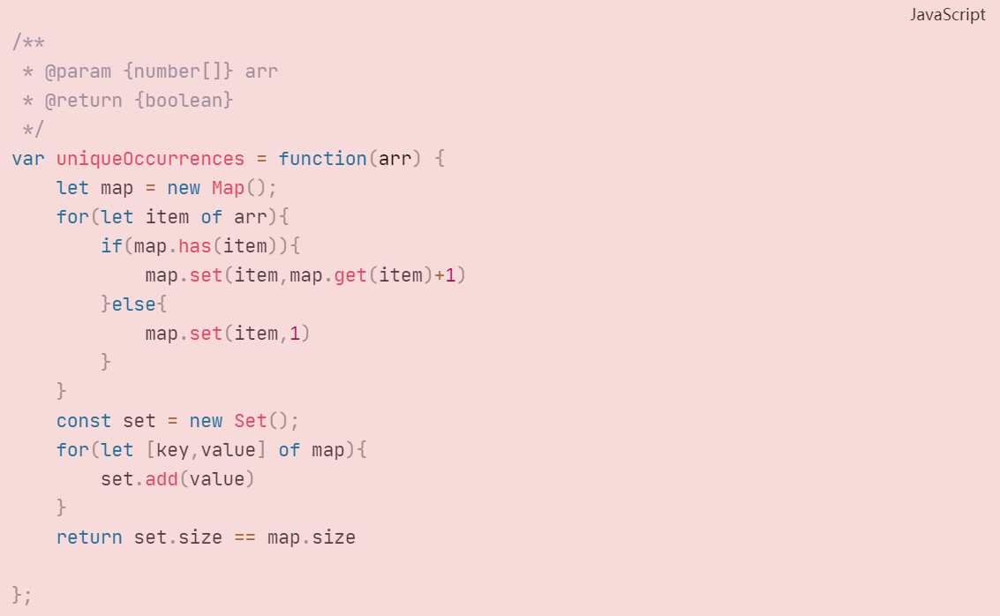 JavaScript
/**
 * @param {number[]} arr
 * @return {boolean}
 */
var uniqueOccurrences = function(arr) {
    let map = new Map();
    for(let item of arr){
        if(map.has(item)){
            map.set(item,map.get(item)+1)
        }else{
            map.set(item,1)
        }
    }
    const set = new Set();
    for(let [key,value] of map){
        set.add(value)
    }
    return set.size == map.size

};